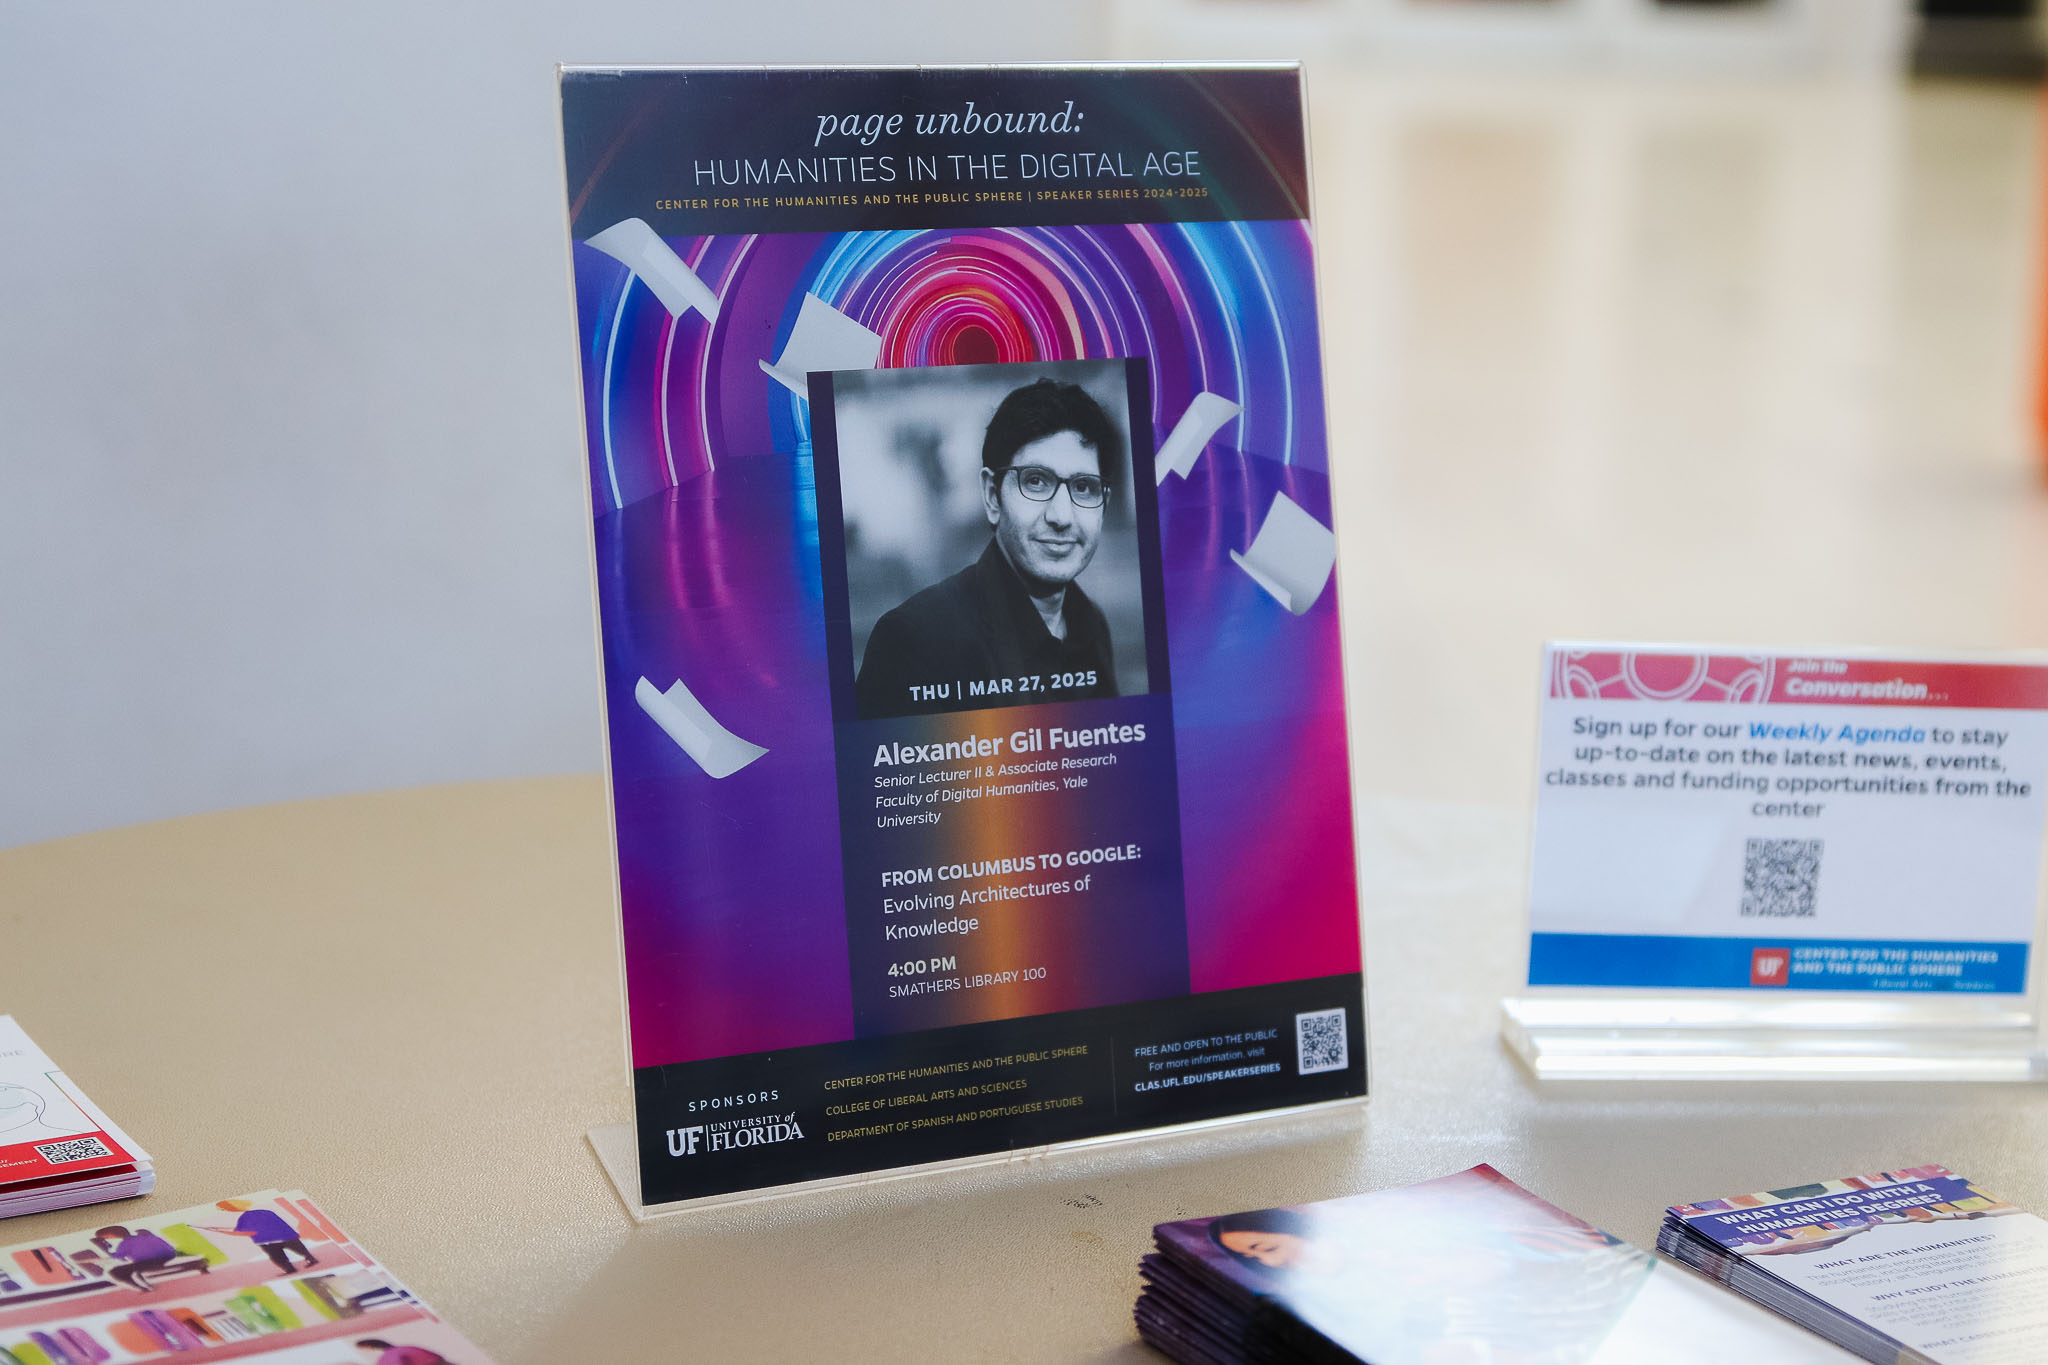 page unbound:
HUMANITIES IN THE DIGITAL AGE
CENTER FOR THE HUMANITIES AND THE PUBLIC SPHERE | SPEAKER SERIES 2024-2025
THU | MAR 27, 2025
Alexander Gil Fuentes
Senior Lecturer II & Associate Research
Faculty of Digital Humanities, Yale
University
FROM COLUMBUS TO GOOGLE:
Evolving Architectures of
Knowledge
4:00 PM
SMATHERS LIBRARY 100
SPONSORS
UF | UNIVERSITY of
FLORIDA
CENTER FOR THE HUMANITIES AND THE PUBLIC SPHERE
COLLEGE OF LIBERAL ARTS AND SCIENCES
DEPARTMENT OF SPANISH AND PORTUGUESE STUDIES
FREE AND OPEN TO THE PUBLIC
For more information, visit
CLAS.UFL.EDU/SPEAKERSERIES
Join the
Conversation...
Sign up for our Weekly Agenda to stay
up-to-date on the latest news, events,
classes and funding opportunities from the
center
UF
CENTER FOR THE HUMANITIES
AND THE PUBLIC SPHERE
WHAT CAN I DO WITH A
HUMANITIES DEGREE?
WHAT ARE THE HUMANITIES?
WHY STUDY THE